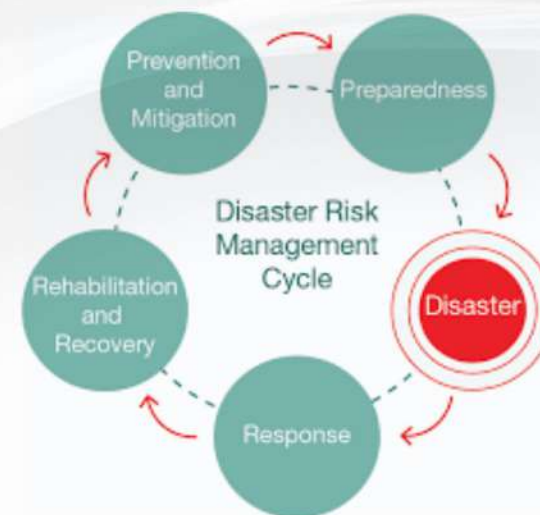 Prevention
and
Mitigation
Preparedness
Disaster Risk
Management
Cycle
Disaster
Response
Rehabilitation
and
Recovery